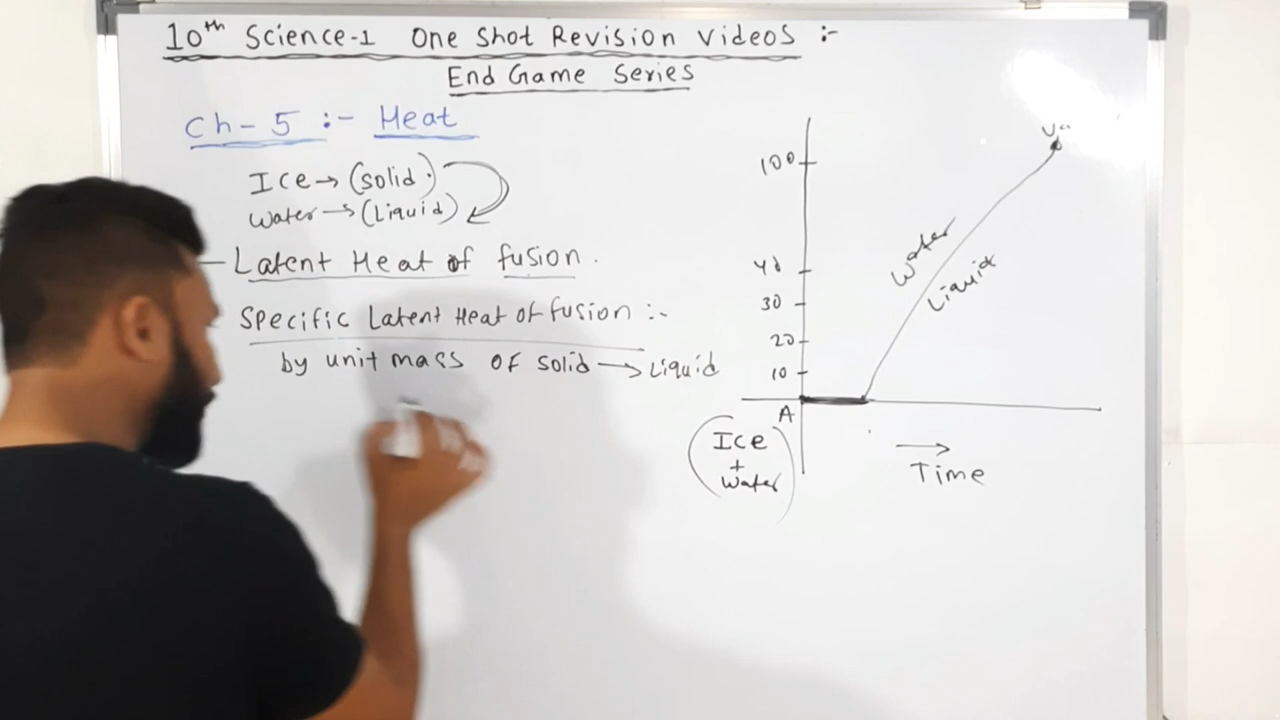 10th Science-1 One Shot Revision Videos :-
End Game Series
Ch-5 :- Heat
Ice → (solid)
Water → (Liquid)
- Latent Heat of fusion.
Specific Latent Heat of fusion :-
by unit mass of solid → Liquid
100
40
30
20
10
A
Water
Liquid
(Ice
+
Water)
→
Time